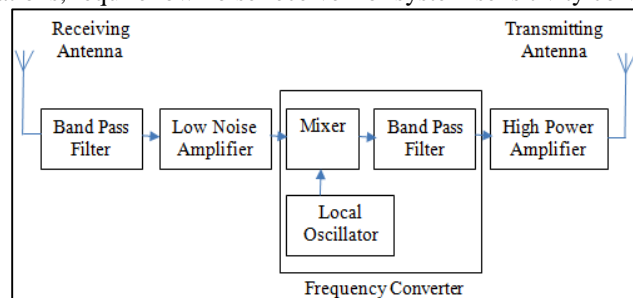 Receiving
Antenna
Transmitting
Antenna
Band Pass
Filter
Low Noise
Amplifier
Mixer
Band Pass
Filter
High Power
Amplifier
Local
Oscillator
Frequency Converter